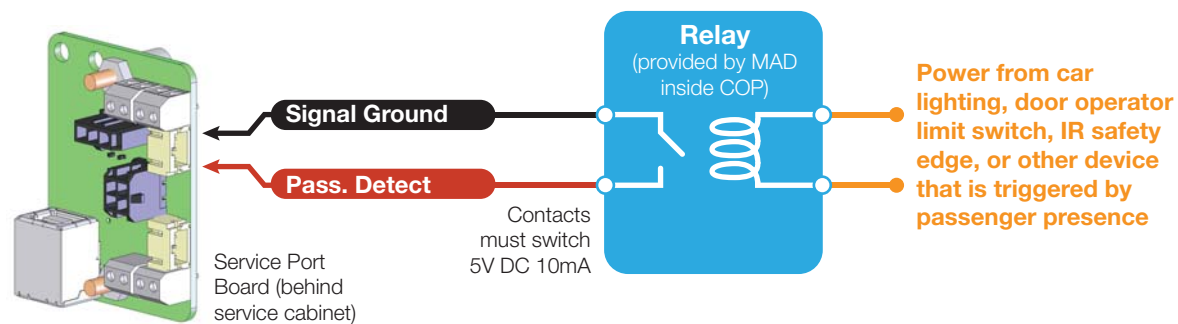 Relay
(provided by MAD
inside COP)
Signal Ground
Pass. Detect
Contacts
must switch
5V DC 10mA
Power from car
lighting, door operator
limit switch, IR safety
edge, or other device
that is triggered by
passenger presence
Service Port
Board (behind
service cabinet)